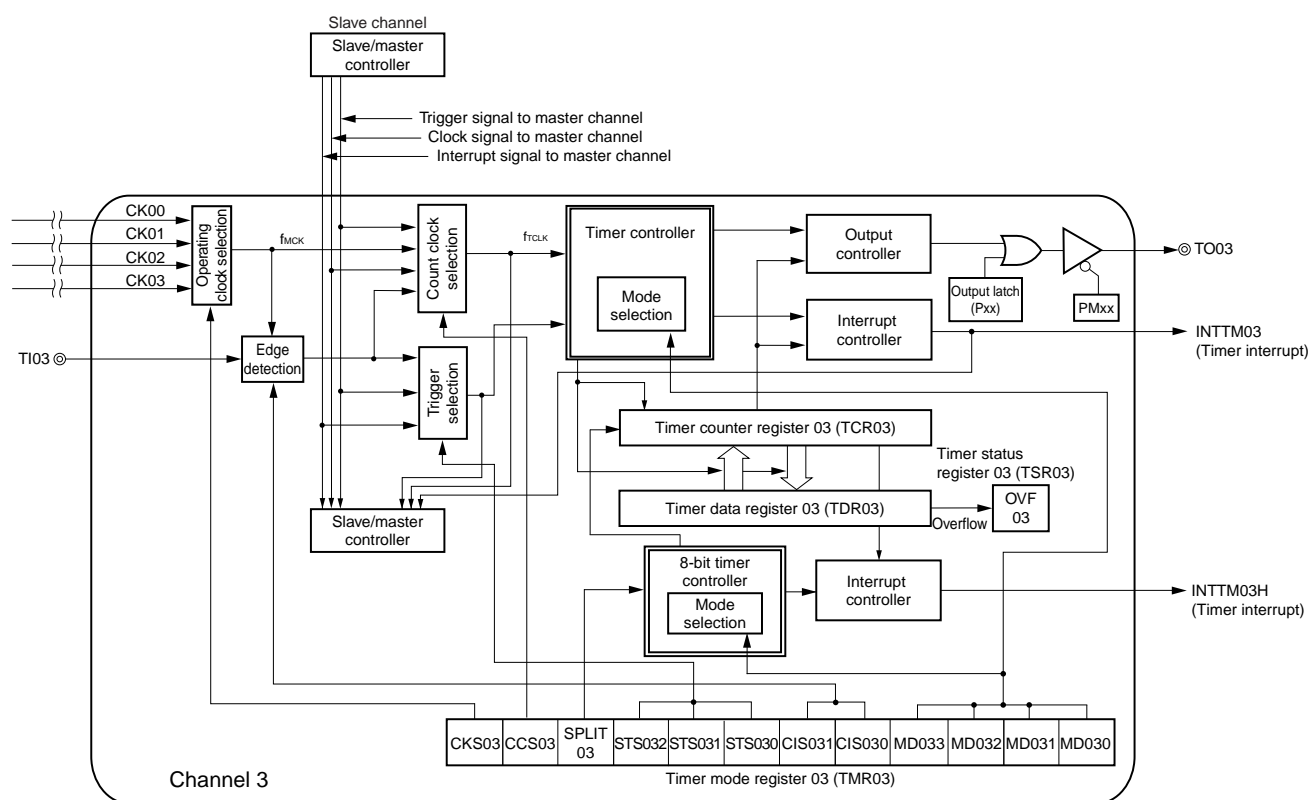 Slave channel
Slave/master
controller
Trigger signal to master channel
Clock signal to master channel
Interrupt signal to master channel
CK00
CK01
CK02
CK03
Operating
clock selection
fMCK
Count clock
selection
fTCLK
Timer controller
Mode
selection
Output
controller
Output latch
(Pxx)
PMxx
TO03
Interrupt
controller
INTTM03
(Timer interrupt)
TI03
Edge
detection
Trigger
selection
Timer counter register 03 (TCR03)
Timer status
register 03 (TSR03)
Slave/master
controller
Timer data register 03 (TDR03)
Overflow
OVF
03
8-bit timer
controller
Mode
selection
Interrupt
controller
INTTM03H
(Timer interrupt)
CKS03
CCS03
SPLIT
03
STS032
STS031
STS030
CIS031
CIS030
MD033
MD032
MD031
MD030
Channel 3
Timer mode register 03 (TMR03)